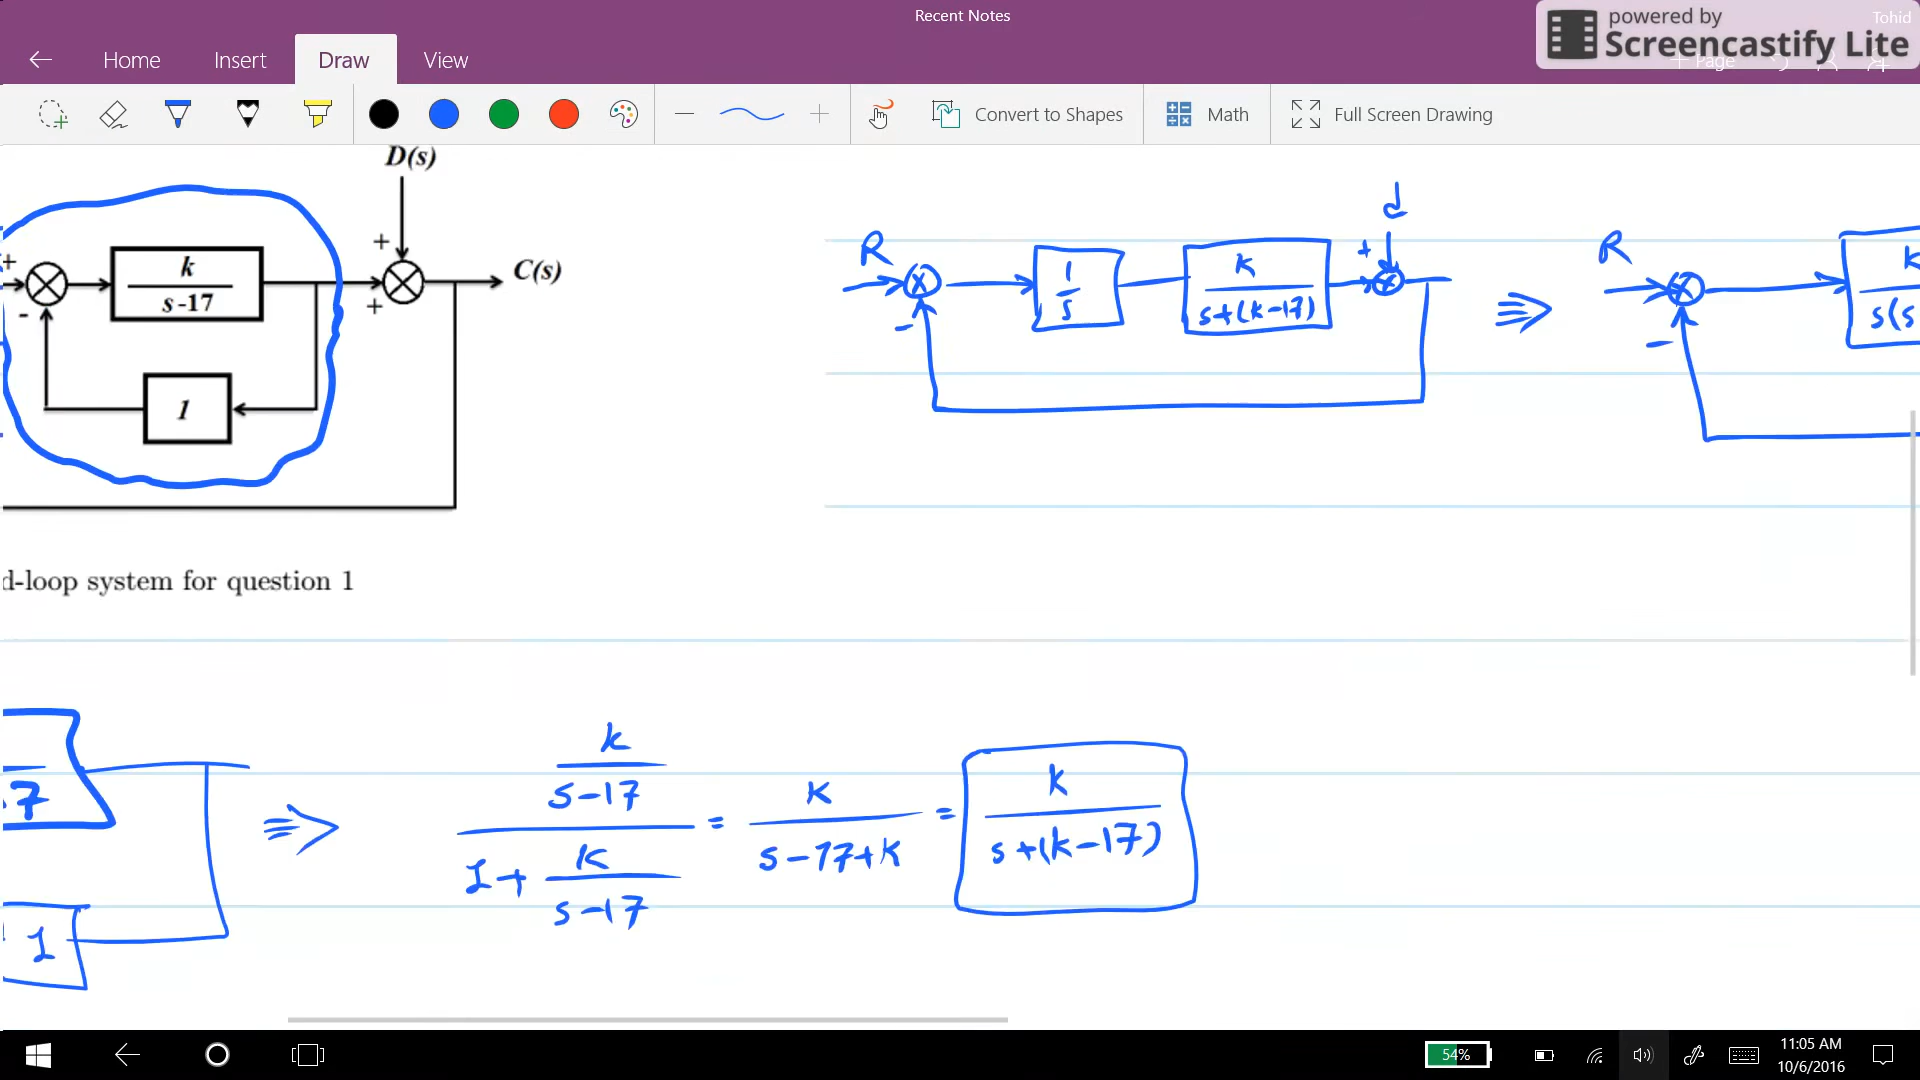 Recent Notes
Tohid
powered by
Screencastify Lite
Home
Insert
Draw
View
Page
Convert to Shapes
Math
Full Screen Drawing
D(s)
+
+
+
-
k
s-17
C(s)
1
R
-
1
s
k
s+(k-17)
+
d
R
-
k
s(s
d-loop system for question 1
7
1
k
s-17
1+ k
s-17
= k
s-17+k
= k
s+(k-17)
54%
11:05 AM
10/6/2016